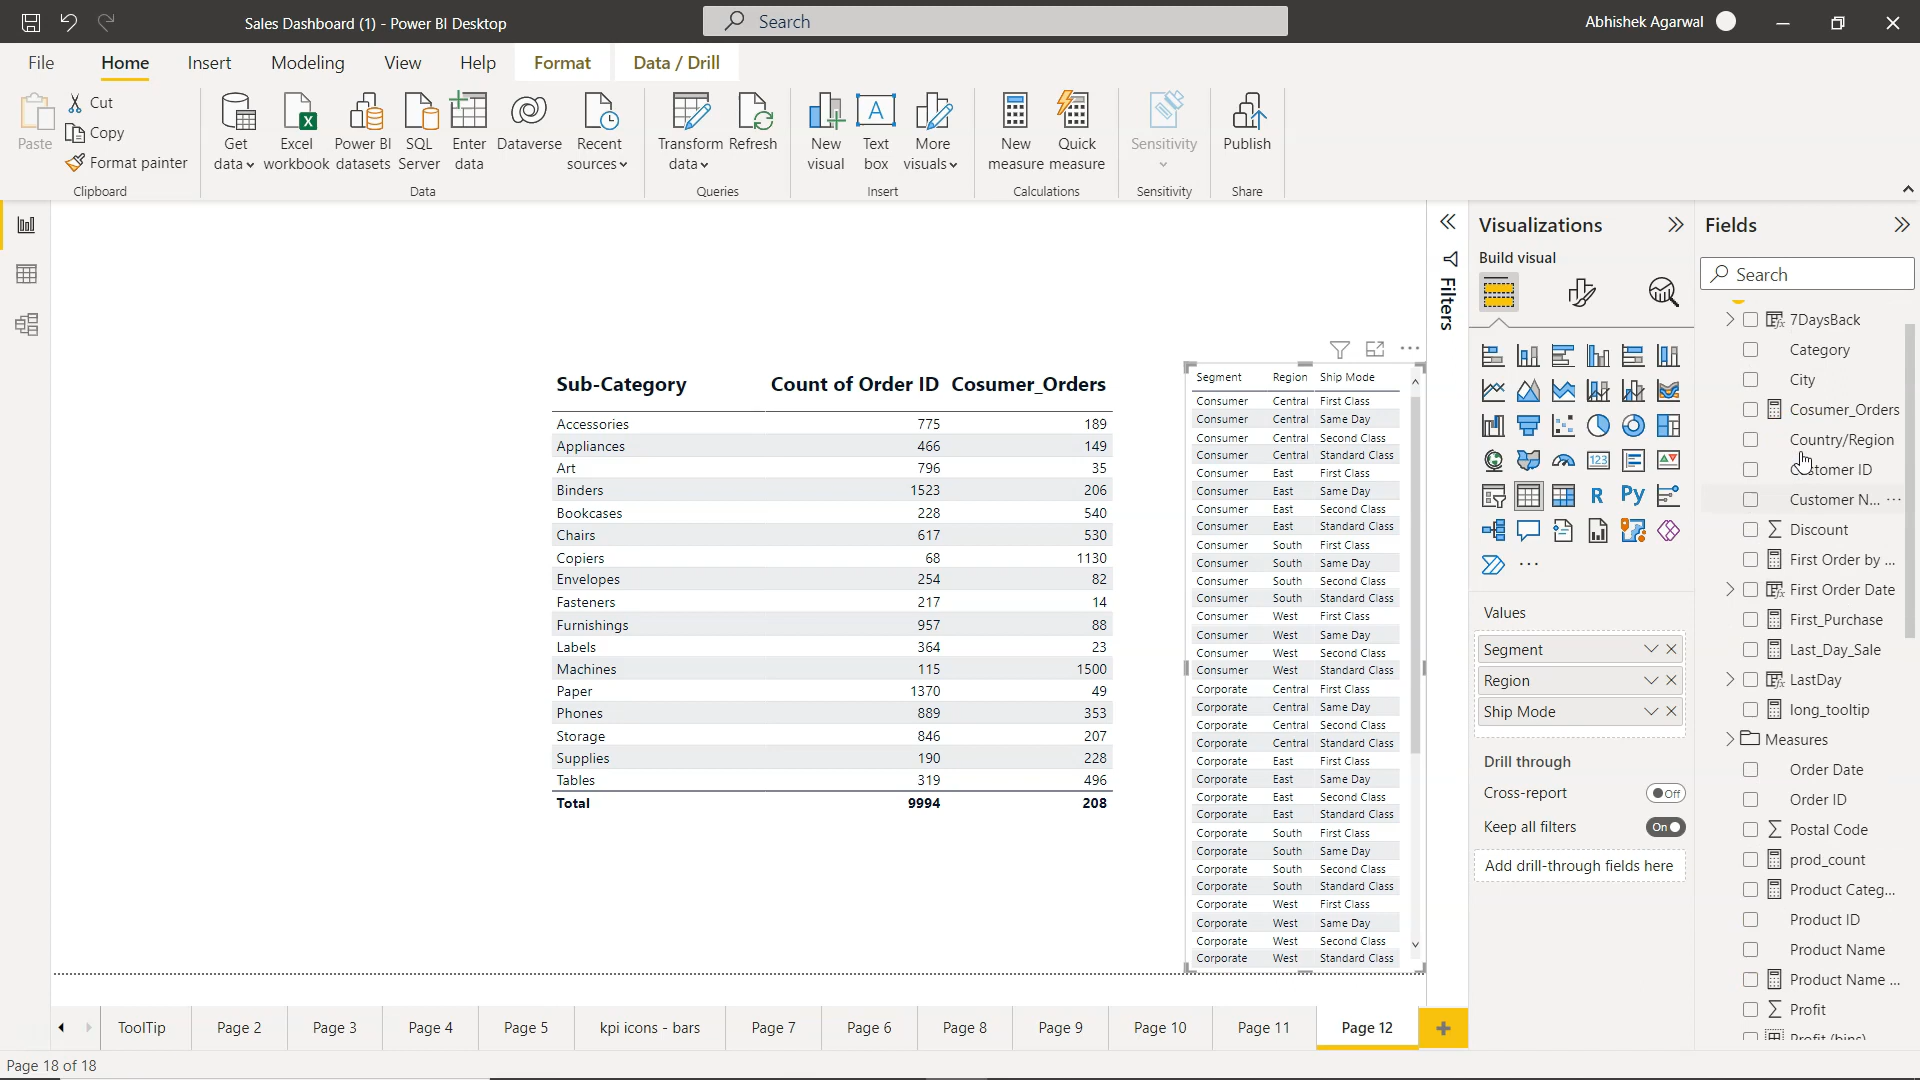 Sales Dashboard (1) - Power BI Desktop
Search
Abhishek Agarwal
File Home Insert Modeling View Help Format Data / Drill
Paste
Cut
Copy
Format painter
Clipboard
Get data
Excel workbook
Power BI datasets
SQL Server
Enter data
Dataverse
Recent sources
Data
Transform data
Refresh
Queries
New visual
A
Text box
More visuals
Insert
New measure
Quick measure
Calculations
Sensitivity
Sensitivity
Publish
Share
Sub-Category Count of Order ID Cosumer_Orders
Accessories 775 189
Appliances 466 149
Art 796 35
Binders 1523 206
Bookcases 228 540
Chairs 617 530
Copiers 68 1130
Envelopes 254 82
Fasteners 217 14
Furnishings 957 88
Labels 364 23
Machines 115 1500
Paper 1370 49
Phones 889 353
Storage 846 207
Supplies 190 228
Tables 319 496
Total 9994 208
Segment Region Ship Mode
Consumer Central First Class
Consumer Central Same Day
Consumer Central Second Class
Consumer Central Standard Class
Consumer East First Class
Consumer East Same Day
Consumer East Second Class
Consumer East Standard Class
Consumer South First Class
Consumer South Same Day
Consumer South Second Class
Consumer South Standard Class
Consumer West First Class
Consumer West Same Day
Consumer West Second Class
Consumer West Standard Class
Corporate Central First Class
Corporate Central Same Day
Corporate Central Second Class
Corporate Central Standard Class
Corporate East First Class
Corporate East Same Day
Corporate East Second Class
Corporate East Standard Class
Corporate South First Class
Corporate South Same Day
Corporate South Second Class
Corporate South Standard Class
Corporate West First Class
Corporate West Same Day
Corporate West Second Class
Corporate West Standard Class
Filters
Visualizations
Build visual
123
R
Py
Values
Segment
Region
Ship Mode
Drill through
Cross-report Off
Keep all filters On
Add drill-through fields here
Fields
Search
7DaysBack
Category
City
Cosumer_Orders
Country/Region
Customer ID
Customer N...
Discount
First Order by ...
First Order Date
First_Purchase
Last_Day_Sale
LastDay
long_tooltip
Measures
Order Date
Order ID
Postal Code
prod_count
Product Categ...
Product ID
Product Name
Product Name ...
Profit
Profit (bins)
ToolTip Page 2 Page 3 Page 4 Page 5 kpi icons - bars Page 7 Page 6 Page 8 Page 9 Page 10 Page 11 Page 12
Page 18 of 18